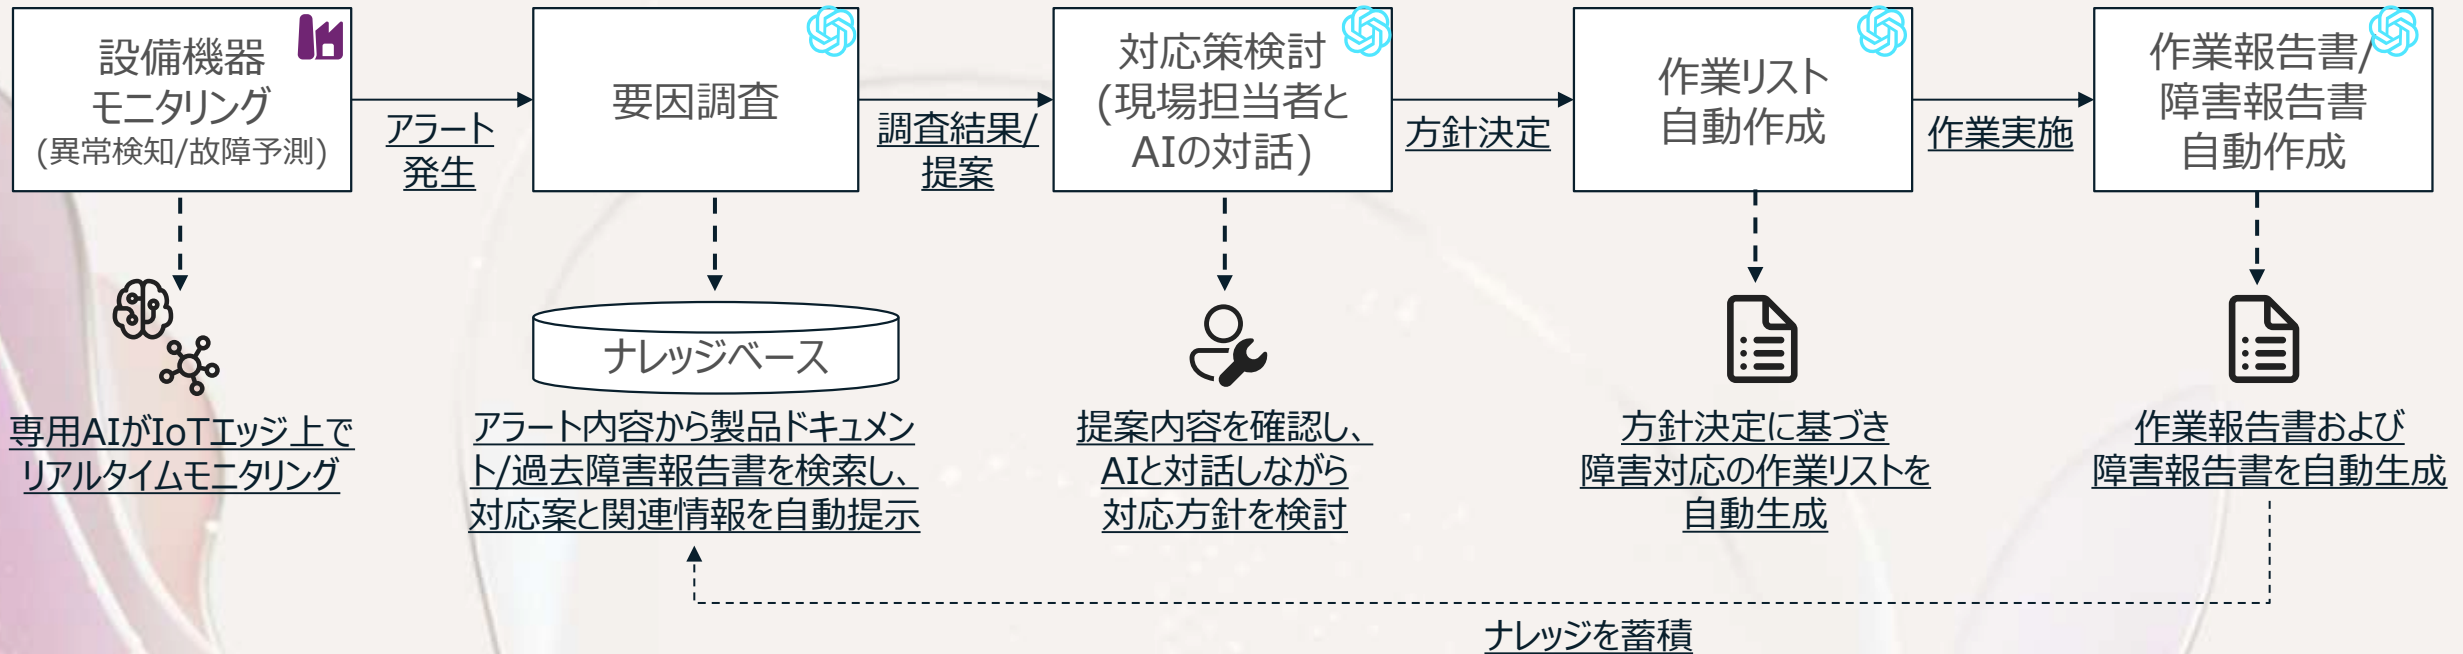 設備機器
モニタリング
(異常検知/故障予測)
アラート
発生
要因調査
調査結果/
提案
対応策検討
(現場担当者と
AIの対話)
方針決定
作業リスト
自動作成
作業実施
作業報告書/
障害報告書
自動作成
専用AIがIoTエッジ上で
リアルタイムモニタリング
ナレッジベース
アラート内容から製品ドキュメン
ト/過去障害報告書を検索し、
対応案と関連情報を自動提示
提案内容を確認し、
AIと対話しながら
対応方針を検討
方針決定に基づき
障害対応の作業リストを
自動生成
作業報告書および
障害報告書を自動生成
ナレッジを蓄積